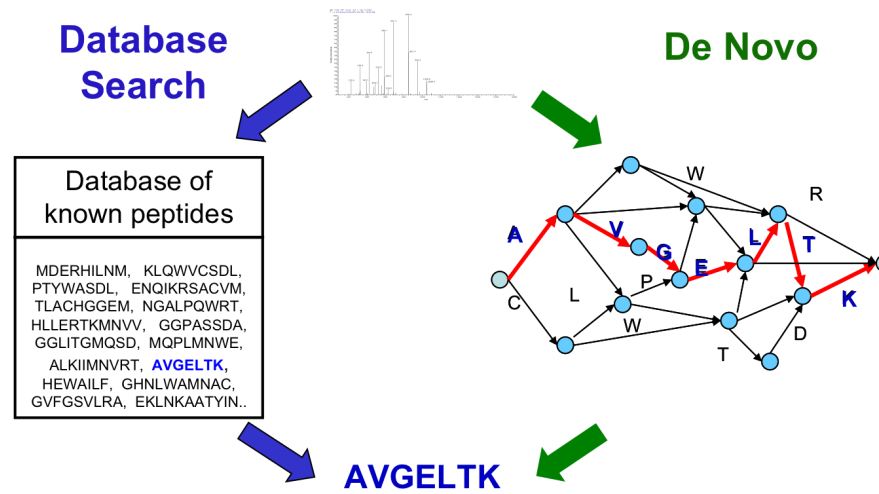 Database
Search
De Novo
Database of
known peptides
MDERHILNM, KLQWVCSDL,
PTYWASDL, ENQIKRSACVM,
TLACHGGEM, NGALPQWRT,
HLLERTKMNVV, GGPASSDA,
GGLITGMQSD, MQPLMNWE,
ALKIIMNVRT, AVGELTK,
HEWAILF, GHNLWAMNAC,
GVFGSVLRA, EKLNKAATYIN..
W
R
A
V
L
T
G
E
C
L
P
K
W
T
D
AVGELTK